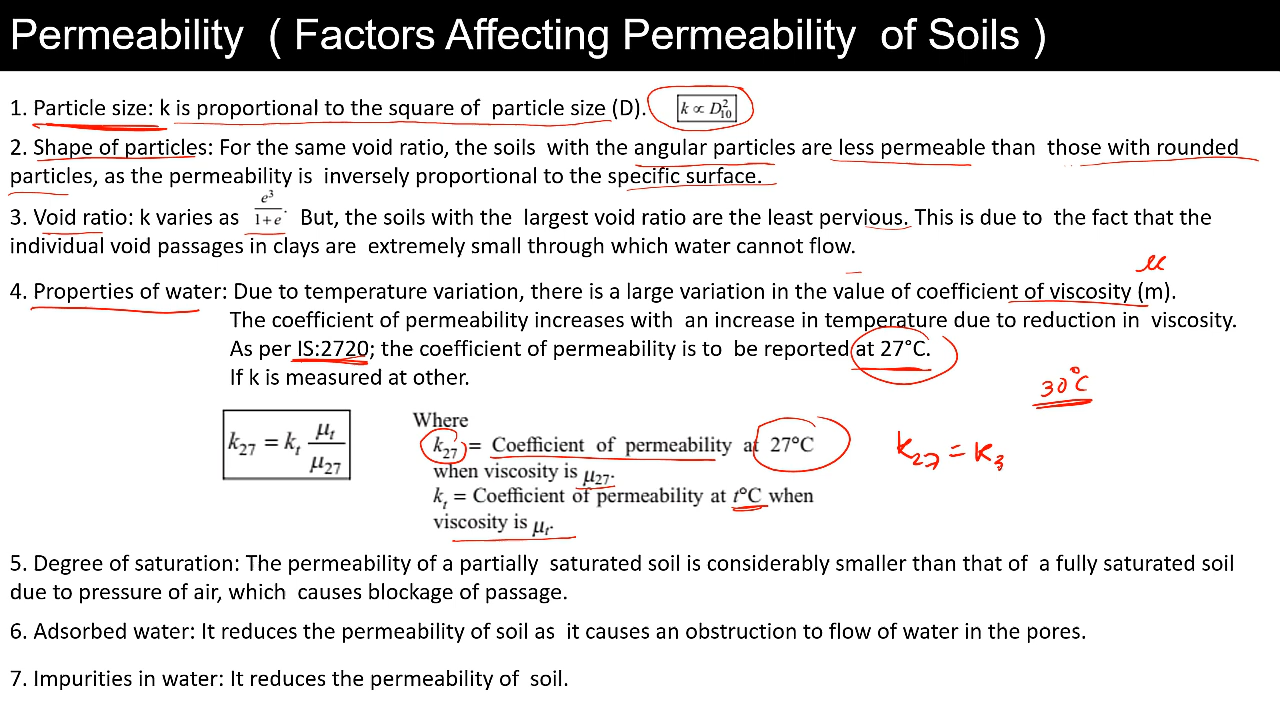 Permeability ( Factors Affecting Permeability of Soils )
1. Particle size: k is proportional to the square of particle size (D). k ∝ D₁₀²
2. Shape of particles: For the same void ratio, the soils with the angular particles are less permeable than those with rounded
particles, as the permeability is inversely proportional to the specific surface.
3. Void ratio: k varies as e³/(1+e). But, the soils with the largest void ratio are the least pervious. This is due to the fact that the
individual void passages in clays are extremely small through which water cannot flow.
μ
4. Properties of water: Due to temperature variation, there is a large variation in the value of coefficient of viscosity (m).
The coefficient of permeability increases with an increase in temperature due to reduction in viscosity.
As per IS:2720; the coefficient of permeability is to be reported at 27°C.
If k is measured at other.
30°C
k₂₇ = kₜ μₜ/μ₂₇
Where
k₂₇ = Coefficient of permeability at 27°C
when viscosity is μ₂₇.
kₜ = Coefficient of permeability at t°C when
viscosity is μₜ.
K₂₇ = K₃
5. Degree of saturation: The permeability of a partially saturated soil is considerably smaller than that of a fully saturated soil
due to pressure of air, which causes blockage of passage.
6. Adsorbed water: It reduces the permeability of soil as it causes an obstruction to flow of water in the pores.
7. Impurities in water: It reduces the permeability of soil.